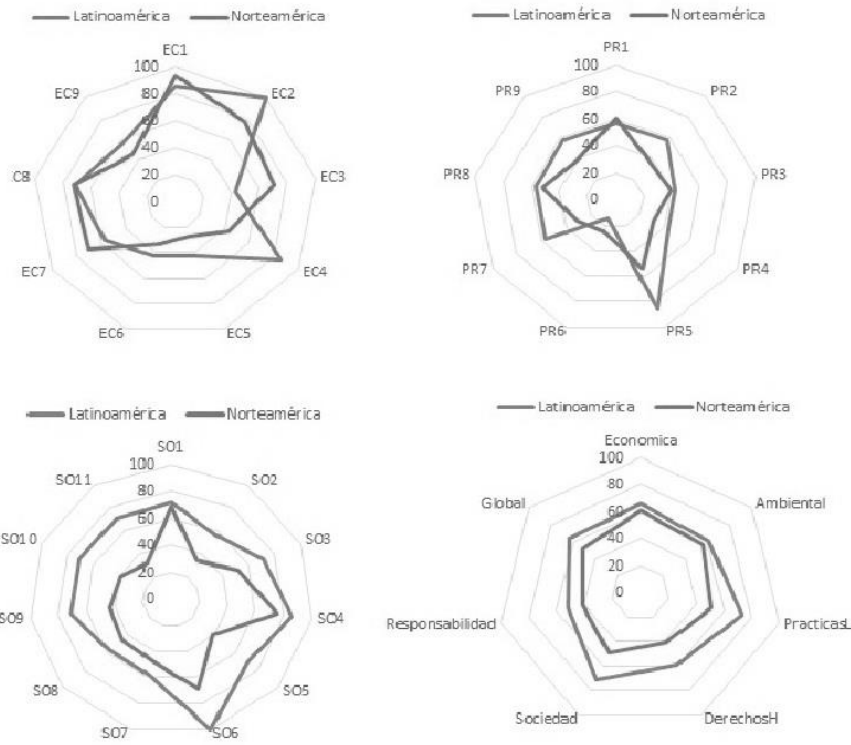 Latinoamérica Norteamérica
EC1
100
EC9 EC2
80
60
40
C8 EC3
20
0
EC7 EC4
EC6 EC5
Latinoamérica Norteamérica
PR1
100
PR9 PR2
80
60
40
PR8 PR3
20
0
PR7 PR4
PR6 PR5
Latinoamérica Norteamérica
SO1
100
SO11 SO2
80
60
SO10 SO3
40
20
0
SO9 SO4
SO8 SO5
SO7 SO6
Latinoamérica Norteamérica
Economica
100
80
Global Ambiental
60
40
20
0
Responsabilidad PracticasL
Sociedad DerechosH